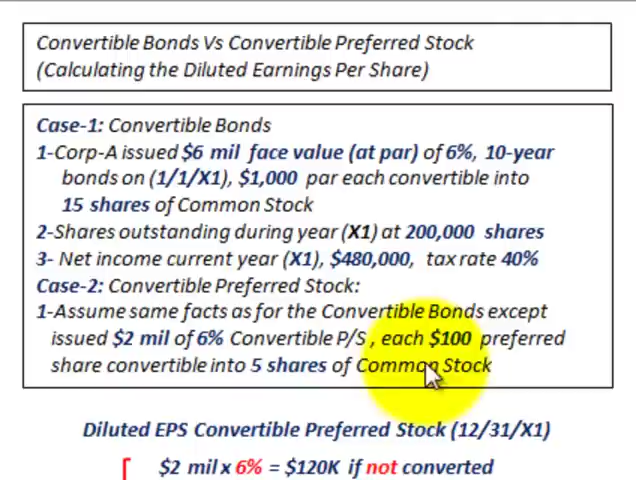 Convertible Bonds Vs Convertible Preferred Stock
(Calculating the Diluted Earnings Per Share)
Case-1: Convertible Bonds
1-Corp-A issued $6 mil face value (at par) of 6%, 10-year
bonds on (1/1/X1), $1,000 par each convertible into
15 shares of Common Stock
2-Shares outstanding during year (X1) at 200,000 shares
3- Net income current year (X1), $480,000, tax rate 40%
Case-2: Convertible Preferred Stock:
1-Assume same facts as for the Convertible Bonds except
issued $2 mil of 6% Convertible P/S , each $100 preferred
share convertible into 5 shares of Common Stock
Diluted EPS Convertible Preferred Stock (12/31/X1)
$2 mil x 6% = $120K if not converted